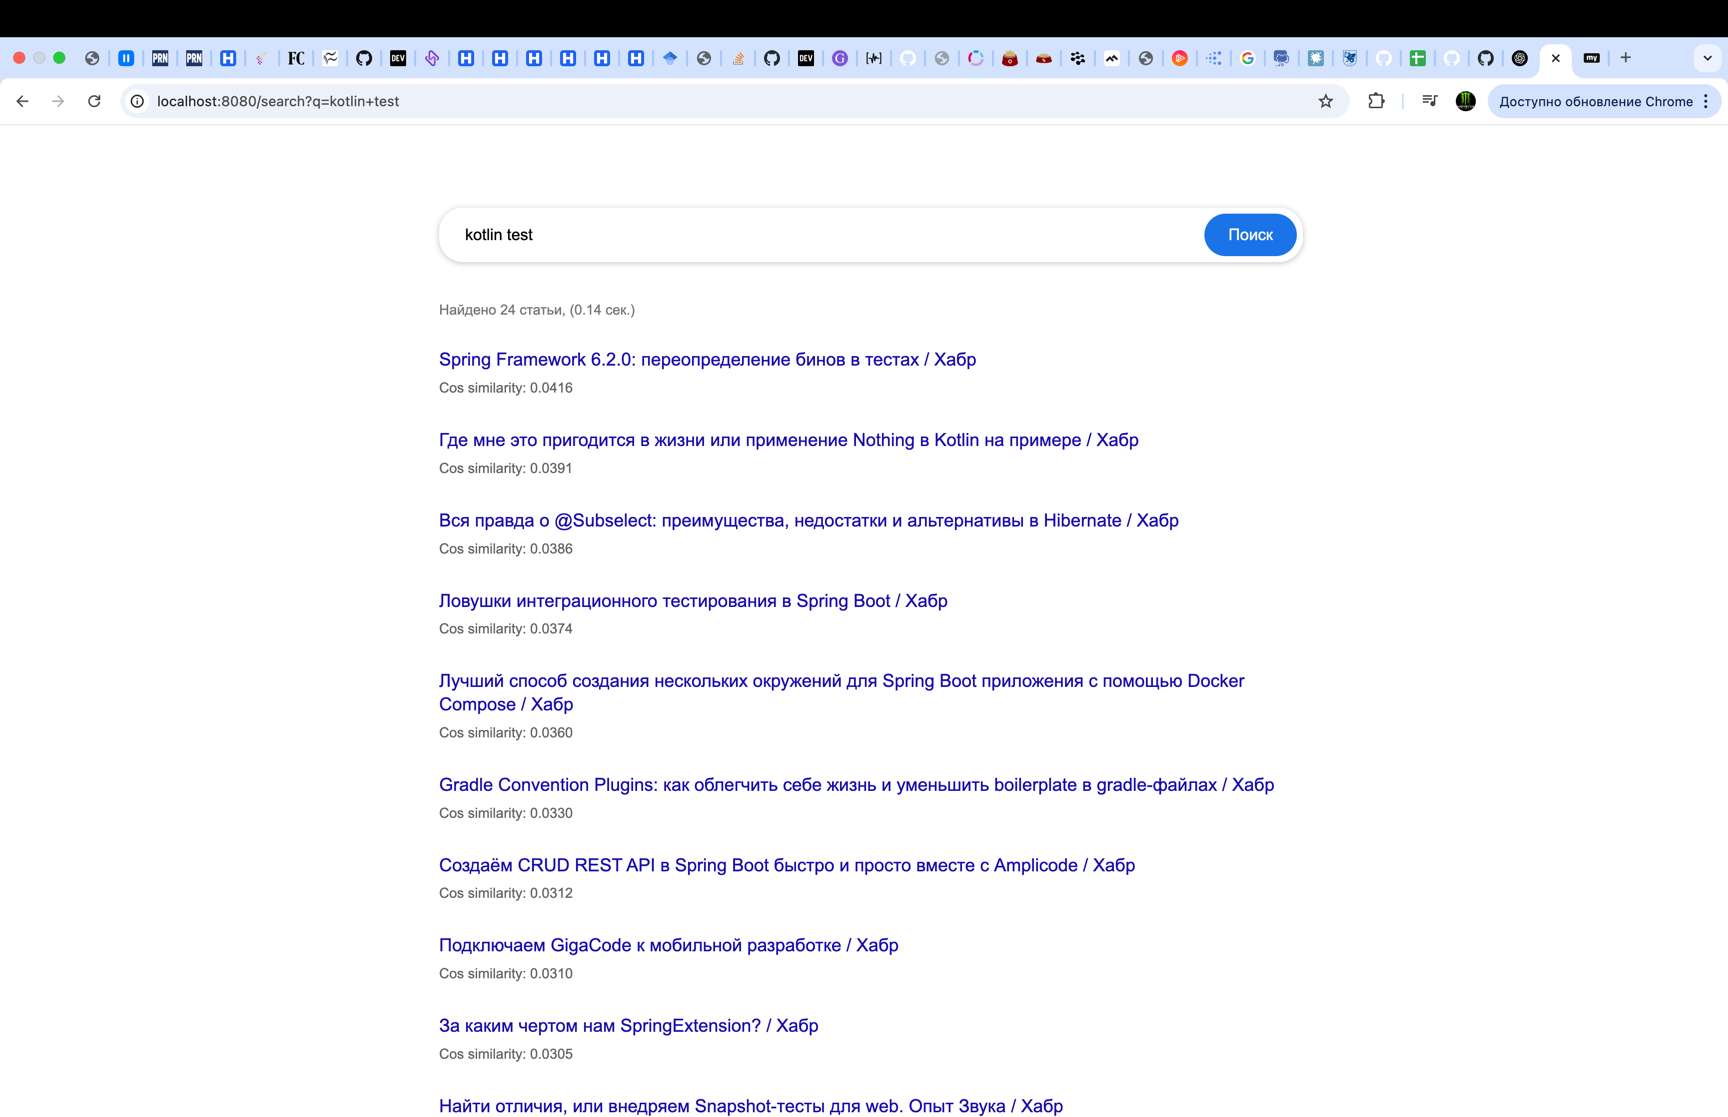 PRN
PRN
H
FC
DEV
H
H
H
H
H
H
DEV
G
G
my
localhost:8080/search?q=kotlin+test
Доступно обновление Chrome
kotlin test
Поиск
Найдено 24 статьи, (0.14 сек.)
Spring Framework 6.2.0: переопределение бинов в тестах / Хабр
Cos similarity: 0.0416
Где мне это пригодится в жизни или применение Nothing в Kotlin на примере / Хабр
Cos similarity: 0.0391
Вся правда о @Subselect: преимущества, недостатки и альтернативы в Hibernate / Хабр
Cos similarity: 0.0386
Ловушки интеграционного тестирования в Spring Boot / Хабр
Cos similarity: 0.0374
Лучший способ создания нескольких окружений для Spring Boot приложения с помощью Docker
Compose / Хабр
Cos similarity: 0.0360
Gradle Convention Plugins: как облегчить себе жизнь и уменьшить boilerplate в gradle-файлах / Хабр
Cos similarity: 0.0330
Создаём CRUD REST API в Spring Boot быстро и просто вместе с Amplicode / Хабр
Cos similarity: 0.0312
Подключаем GigaCode к мобильной разработке / Хабр
Cos similarity: 0.0310
За каким чертом нам SpringExtension? / Хабр
Cos similarity: 0.0305
Найти отличия, или внедряем Snapshot-тесты для web. Опыт Звука / Хабр